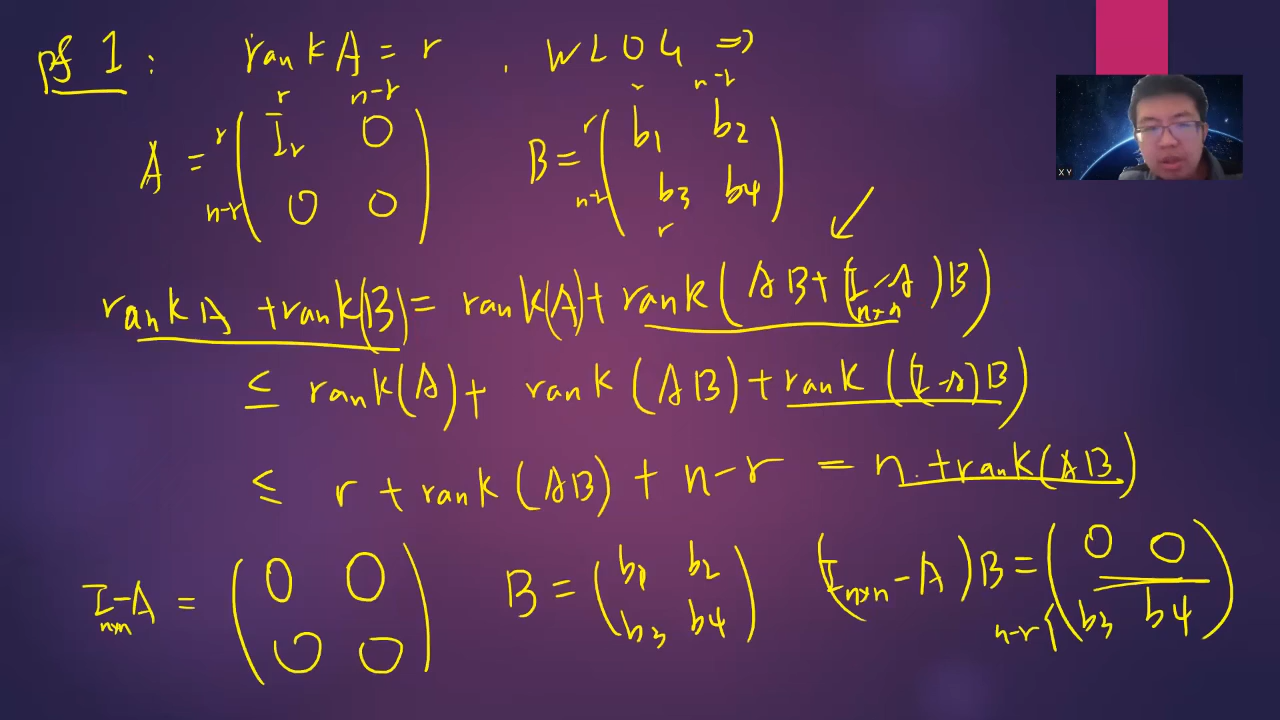 pf 1 : rank A = r . WLOG =>
r n-r r n-r
A = r n-r ( I_r 0 ; 0 0 ) B = r n-r ( b1 b2 ; b3 b4 )
r
XY
rank A + rank(B) = rank(A) + rank( AB + (I_{n×n} - A)B )
≤ rank(A) + rank(AB) + rank((I-A)B)
≤ r + rank(AB) + n-r = n + rank(AB)
I_{n×n} - A = ( 0 0 ; 0 0 ) B = ( b1 b2 ; b3 b4 ) (I_{n×n} - A)B = n-r { ( 0 0 ; b3 b4 )